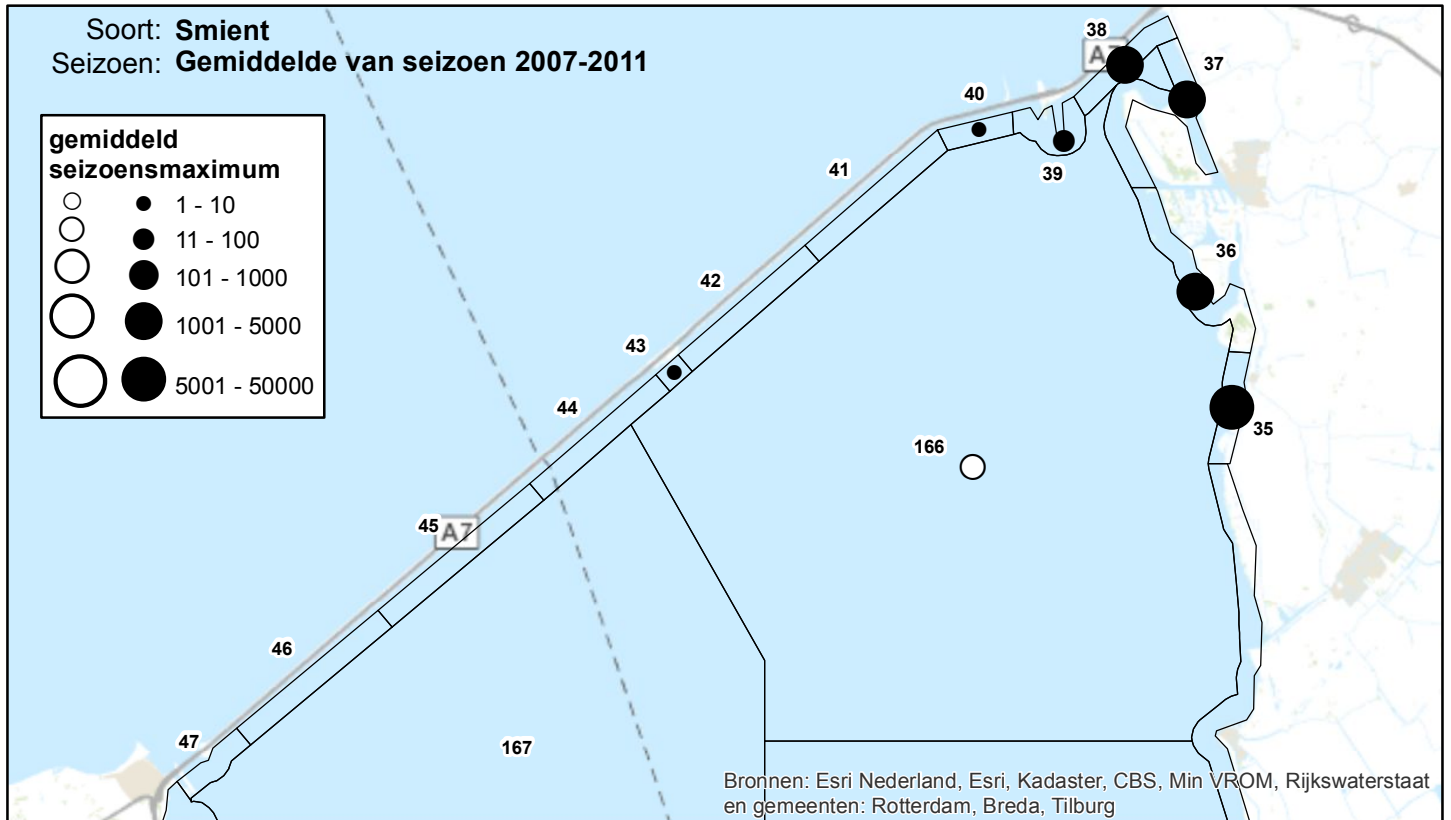 Soort: Smient
Seizoen: Gemiddelde van seizoen 2007-2011
gemiddeld
seizoensmaximum
1 - 10
11 - 100
101 - 1000
1001 - 5000
5001 - 50000
38
A7
37
40
41
39
36
42
43
44
35
166
45
A7
46
47
167
Bronnen: Esri Nederland, Esri, Kadaster, CBS, Min VROM, Rijkswaterstaat
en gemeenten: Rotterdam, Breda, Tilburg